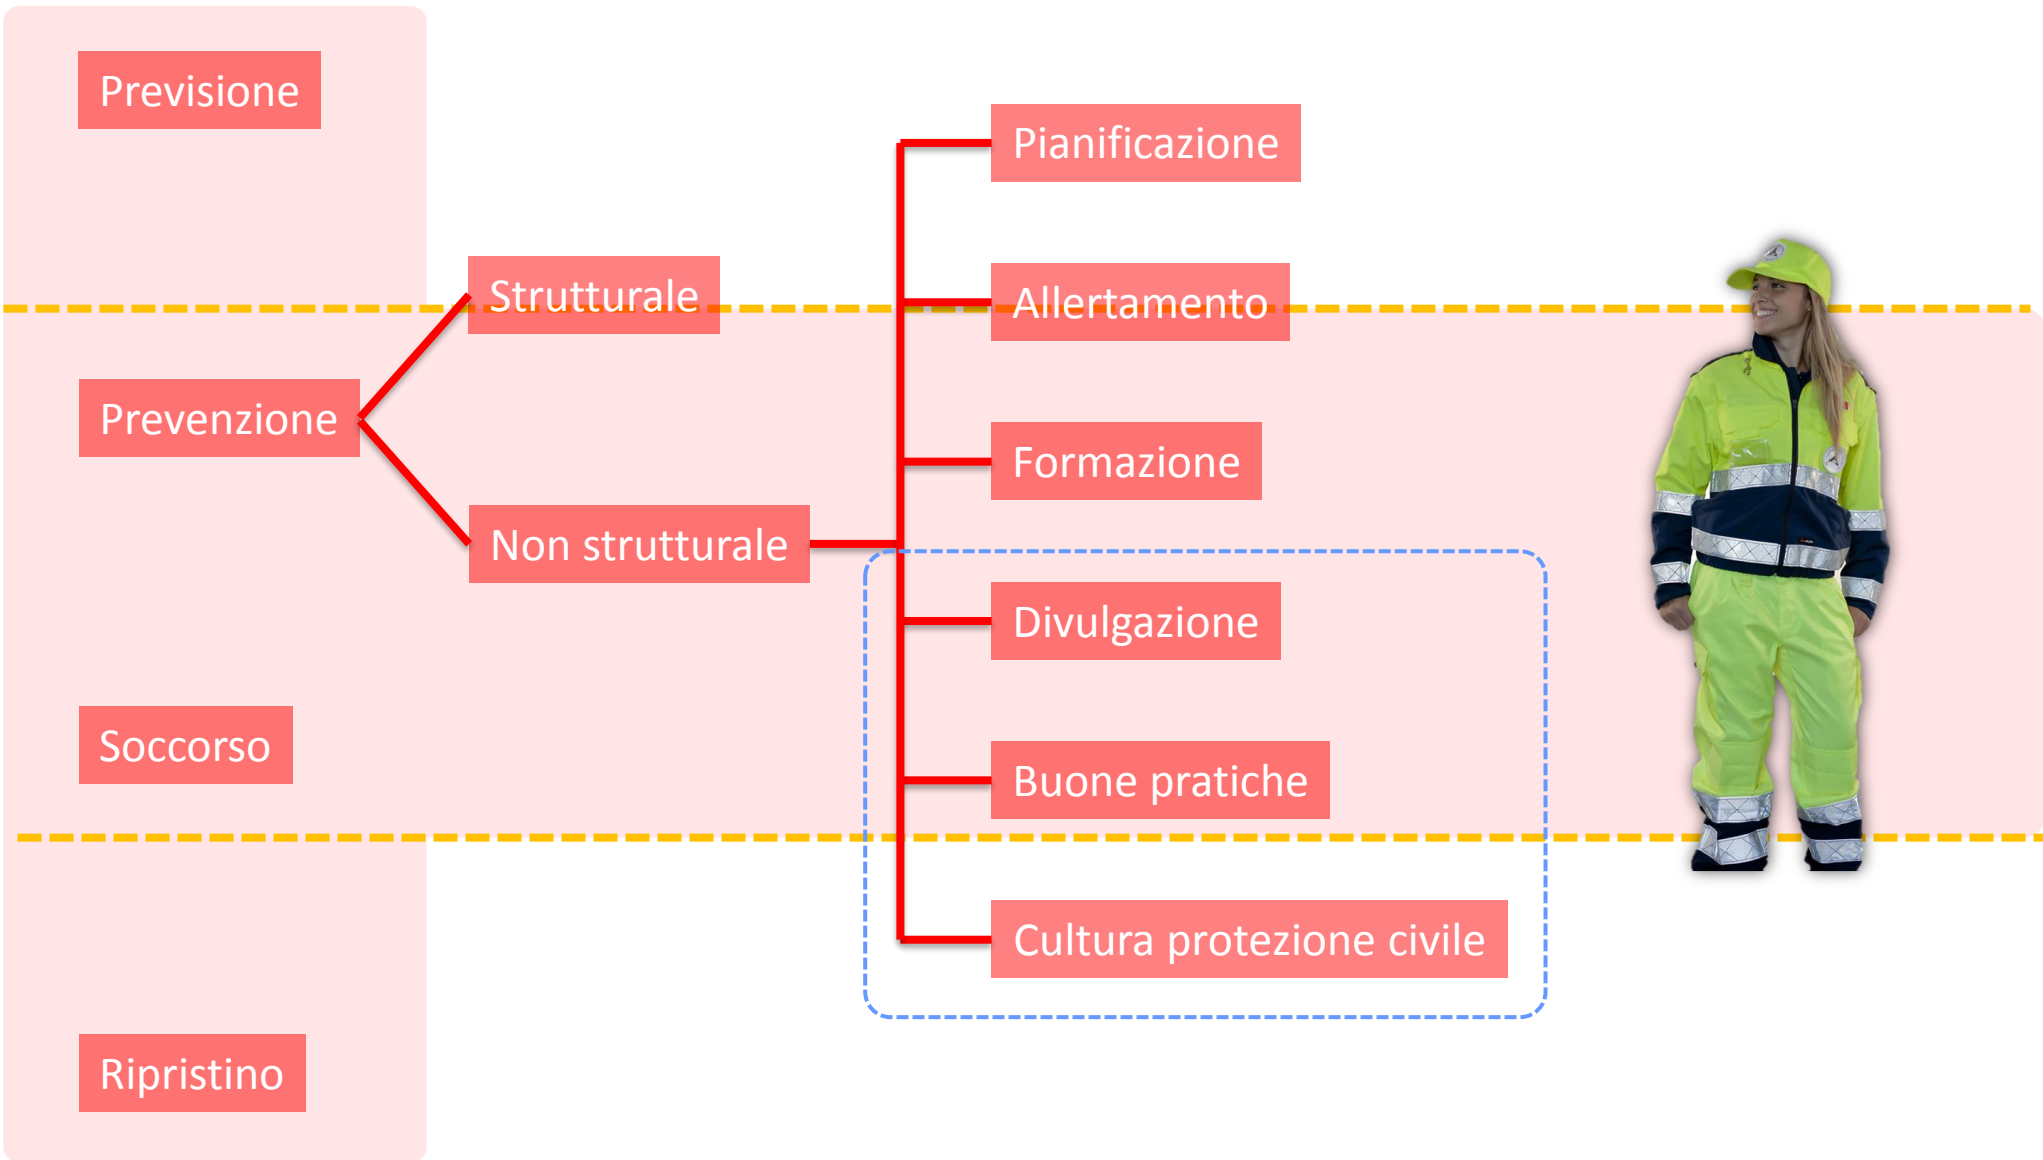 Previsione
Pianificazione
Strutturale
Allertamento
Prevenzione
Formazione
Non strutturale
Divulgazione
Soccorso
Buone pratiche
Cultura protezione civile
Ripristino